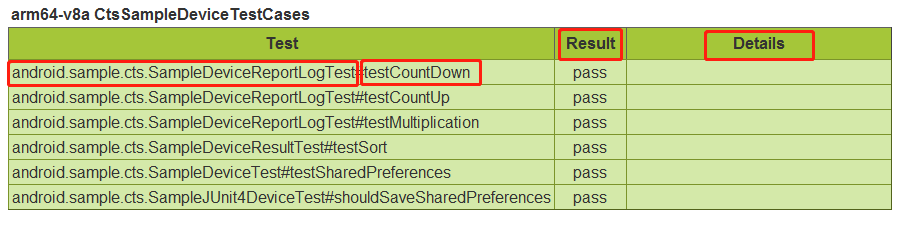 arm64-v8a CtsSampleDeviceTestCases
Test Result Details
android.sample.cts.SampleDeviceReportLogTest#testCountDown pass
android.sample.cts.SampleDeviceReportLogTest#testCountUp pass
android.sample.cts.SampleDeviceReportLogTest#testMultiplication pass
android.sample.cts.SampleDeviceResultTest#testSort pass
android.sample.cts.SampleDeviceTest#testSharedPreferences pass
android.sample.cts.SampleJUnit4DeviceTest#shouldSaveSharedPreferences pass